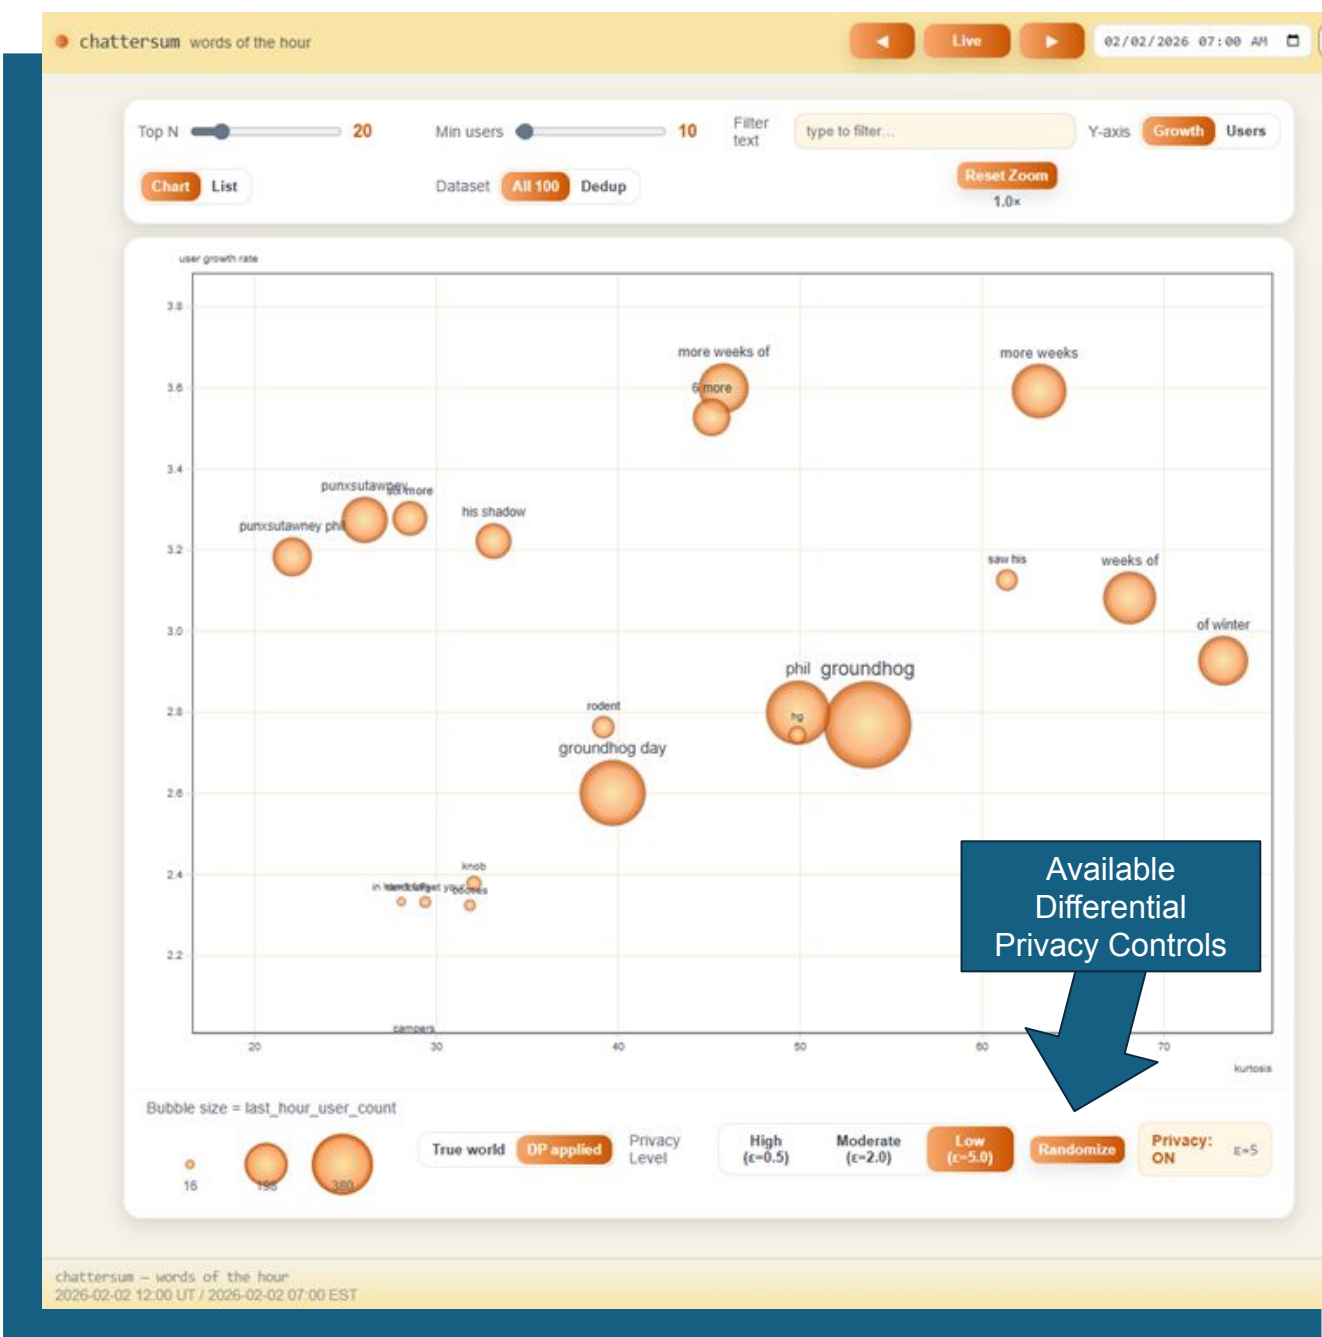 chattersum words of the hour
Live
02/02/2026 07:00 AM
Top N
20
Min users
10
Filter
text
type to filter...
Y-axis
Growth
Users
Chart
List
Dataset
All 100
Dedup
Reset Zoom
1.0×
user growth rate
3.8
3.6
3.4
3.2
3.0
2.8
2.6
2.4
2.2
more weeks of
more weeks
6 more
punxsutawney
six more
his shadow
punxsutawney phil
saw his
weeks of
of winter
phil
groundhog
rodent
hg
groundhog day
knob
campers
20
30
40
50
60
70
kurtosis
Available
Differential
Privacy Controls
Bubble size = last_hour_user_count
16
195
380
True world
DP applied
Privacy
Level
High
(ε=0.5)
Moderate
(ε=2.0)
Low
(ε=5.0)
Randomize
Privacy:
ON
ε=5
chattersum — words of the hour
2026-02-02 12:00 UT / 2026-02-02 07:00 EST